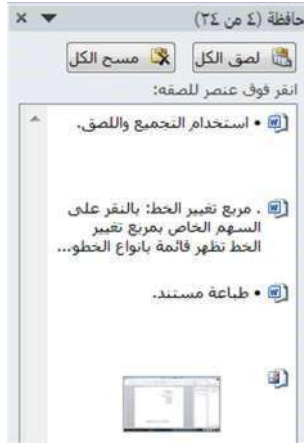 حافظة (٤ من ٢٤)
لصق الكل
مسح الكل
انقر فوق عنصر للصقه:
• استخدام التجميع واللصق.
. مربع تغيير الخط: بالنقر على
السهم الخاص بمربع تغيير
الخط تظهر قائمة بانواع الخطو...
• طباعة مستند.